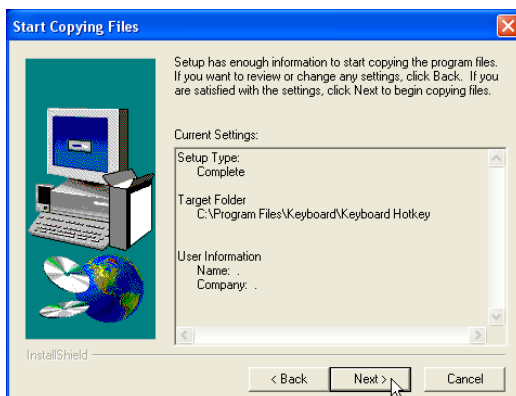 Start Copying Files
Setup has enough information to start copying the program files.
If you want to review or change any settings, click Back. If you
are satisfied with the settings, click Next to begin copying files.
Current Settings:
Setup Type:
Complete
Target Folder
C:\Program Files\Keyboard\Keyboard Hotkey
User Information
Name: .
Company: .
InstallShield
< Back
Next >
Cancel